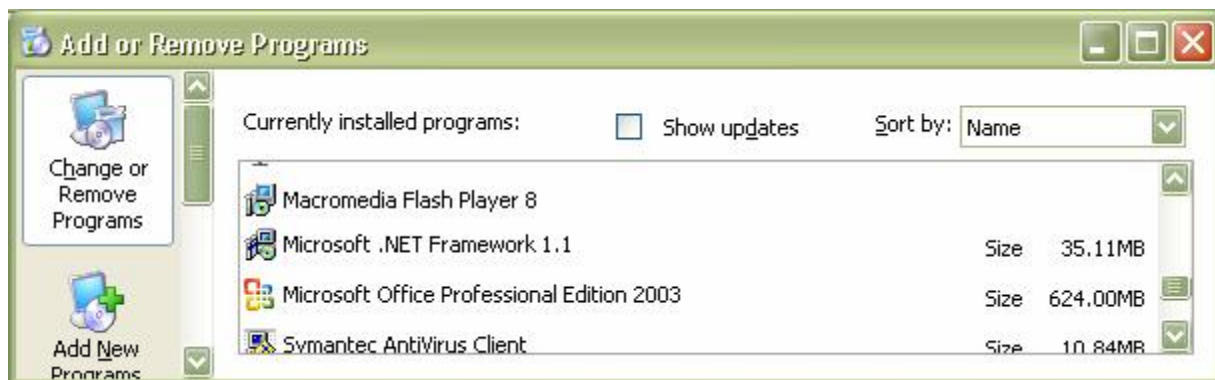 Add or Remove Programs
Change or
Remove
Programs
Add New
Programs
Currently installed programs:
Show updates
Sort by: Name
Macromedia Flash Player 8
Microsoft .NET Framework 1.1 Size 35.11MB
Microsoft Office Professional Edition 2003 Size 624.00MB
Symantec AntiVirus Client Size 10.84MB